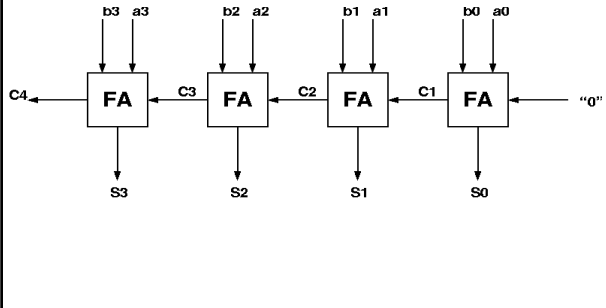 b3 a3 b2 a2 b1 a1 b0 a0
C4 FA C3 FA C2 FA C1 FA “0”
S3 S2 S1 S0